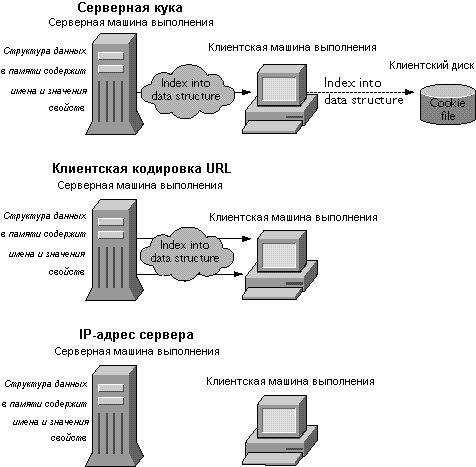 Серверная кука
Серверная машина выполнения
Структура данных
в памяти содержит
имена и значения
свойств
Index into
data structure
Клиентская машина выполнения
Index into
data structure
Клиентский диск
Cookie
file
Клиентская кодировка URL
Серверная машина выполнения
Структура данных
в памяти содержит
имена и значения
свойств
Index into
data structure
Клиентская машина выполнения
IP-адрес сервера
Серверная машина выполнения
Структура данных
в памяти содержит
имена и значения
свойств
Клиентская машина выполнения